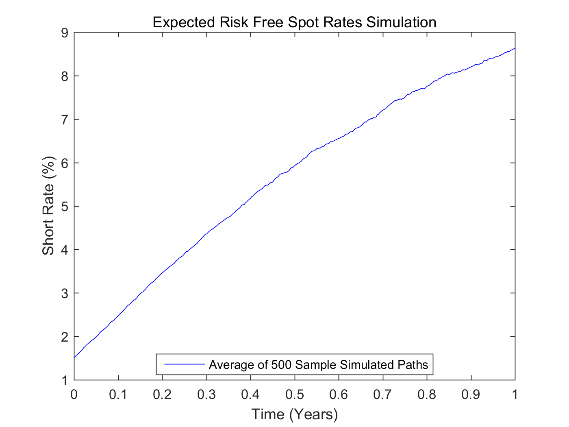 Expected Risk Free Spot Rates Simulation
9
8
7
6
5
4
3
2
1
Short Rate (%)
Average of 500 Sample Simulated Paths
0 0.1 0.2 0.3 0.4 0.5 0.6 0.7 0.8 0.9 1
Time (Years)